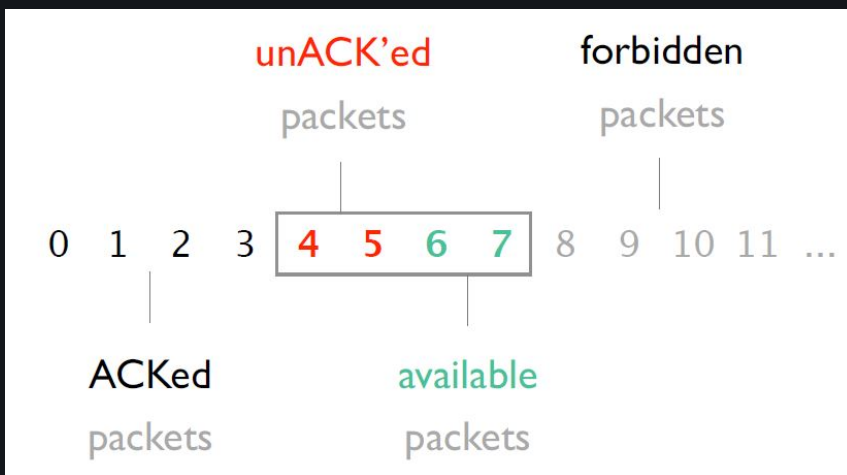 unACK'ed forbidden
packets packets
0 1 2 3 4 5 6 7 8 9 10 11 ...
ACKed available
packets packets